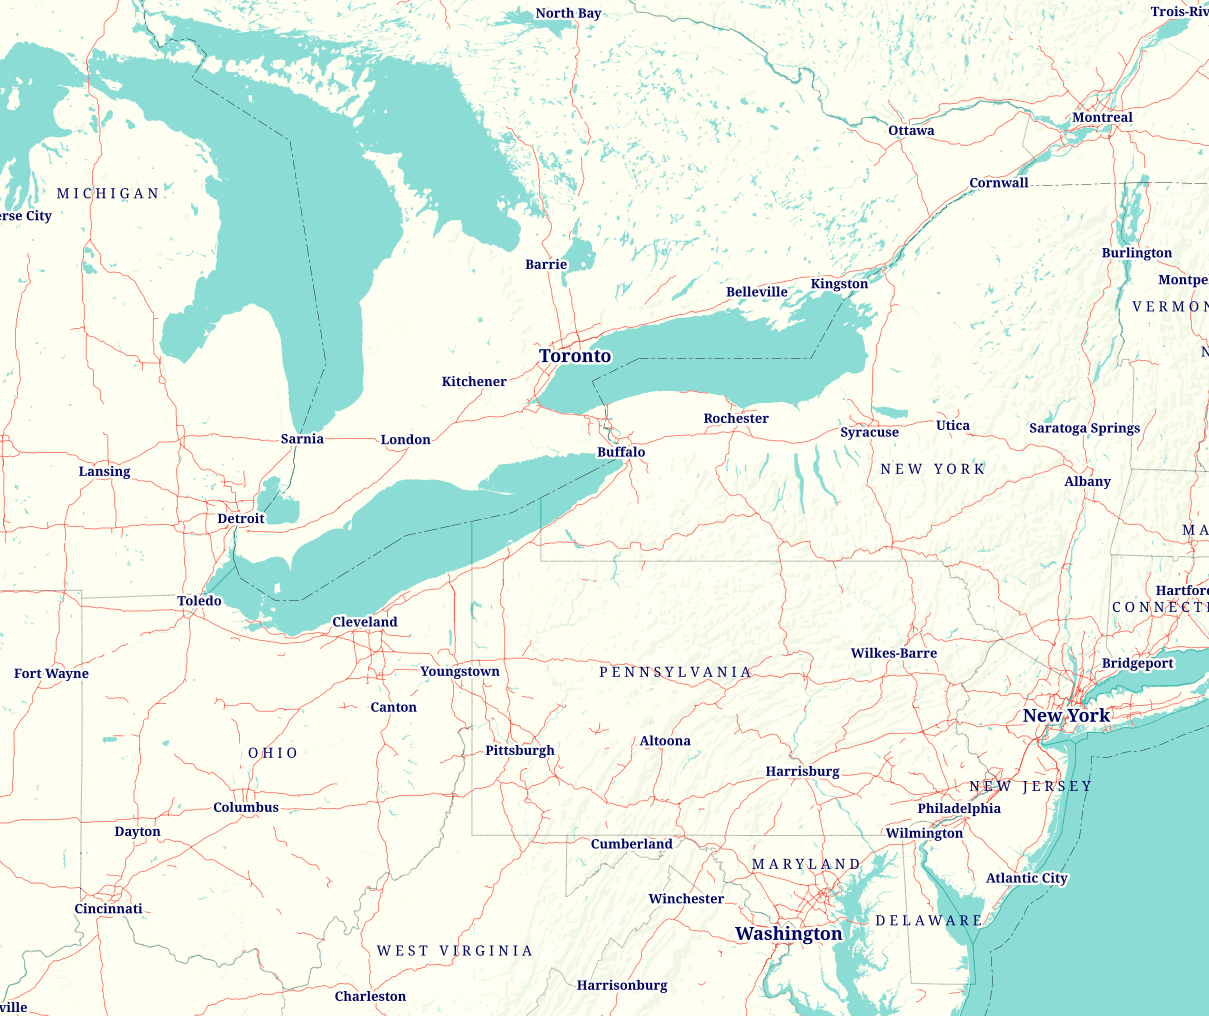 North Bay
Trois-Riv
Montreal
Ottawa
Cornwall
MICHIGAN
erse City
Burlington
Barrie
Montpe
Kingston
Belleville
VERMON
N
Toronto
Kitchener
Rochester
Utica
Saratoga Springs
Syracuse
Sarnia
London
Buffalo
NEW YORK
Lansing
Albany
Detroit
MA
Hartford
Toledo
CONNECTI
Cleveland
Wilkes-Barre
Bridgeport
Youngstown
PENNSYLVANIA
Fort Wayne
Canton
New York
Altoona
Pittsburgh
OHIO
Harrisburg
NEW JERSEY
Columbus
Philadelphia
Dayton
Wilmington
Cumberland
MARYLAND
Atlantic City
Winchester
Cincinnati
DELAWARE
Washington
WEST VIRGINIA
Harrisonburg
Charleston
ville